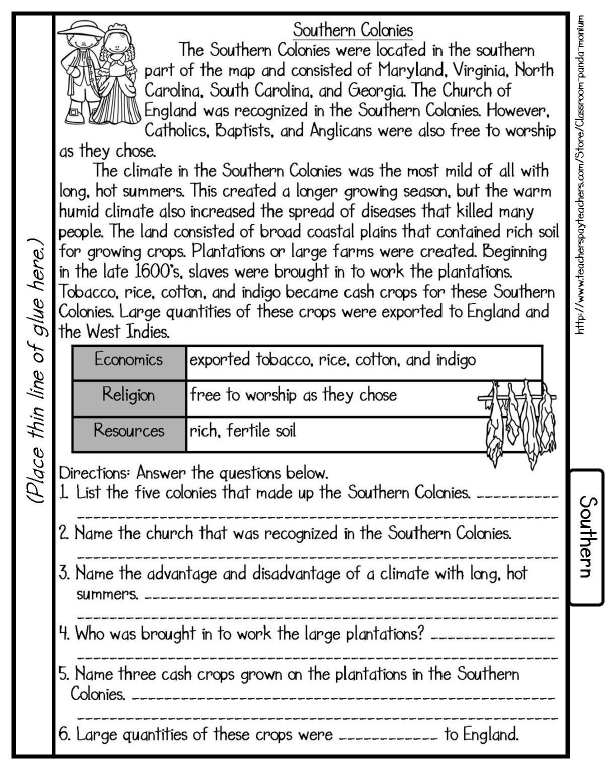 Southern Colonies
The Southern Colonies were located in the southern
part of the map and consisted of Maryland, Virginia, North
Carolina, South Carolina, and Georgia. The Church of
England was recognized in the Southern Colonies. However,
Catholics, Baptists, and Anglicans were also free to worship
as they chose.
The climate in the Southern Colonies was the most mild of all with
long, hot summers. This created a longer growing season, but the warm
humid climate also increased the spread of diseases that killed many
people. The land consisted of broad coastal plains that contained rich soil
for growing crops. Plantations or large farms were created. Beginning
in the late 1600's, slaves were brought in to work the plantations.
Tobacco, rice, cotton, and indigo became cash crops for these Southern
Colonies. Large quantities of these crops were exported to England and
the West Indies.
Economics exported tobacco, rice, cotton, and indigo
Religion free to worship as they chose
Resources rich, fertile soil
Directions: Answer the questions below.
1. List the five colonies that made up the Southern Colonies. __________
2. Name the church that was recognized in the Southern Colonies.
3. Name the advantage and disadvantage of a climate with long, hot
summers. __________
4. Who was brought in to work the large plantations? __________
5. Name three cash crops grown on the plantations in the Southern
Colonies. __________
6. Large quantities of these crops were __________ to England.
(Place thin line of glue here.)
Southern
http://www.teacherspayteachers.com/Store/Classroom-panda-monium